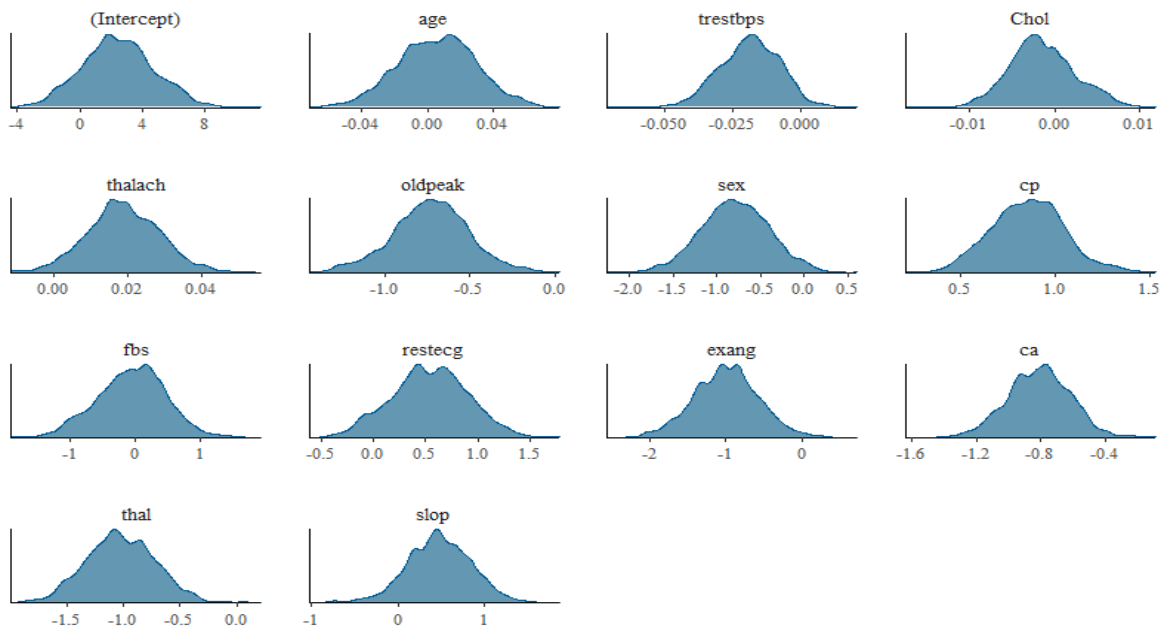 (Intercept) age trestbps Chol
-4 0 4 8 -0.04 0.00 0.04 -0.050 -0.025 0.000 -0.01 0.00 0.01
thalach oldpeak sex cp
0.00 0.02 0.04 -1.0 -0.5 0.0 -2.0 -1.5 -1.0 -0.5 0.0 0.5 0.5 1.0 1.5
fbs restecg exang ca
-1 0 1 -0.5 0.0 0.5 1.0 1.5 -2 -1 0 -1.6 -1.2 -0.8 -0.4
thal slop
-1.5 -1.0 -0.5 0.0 -1 0 1